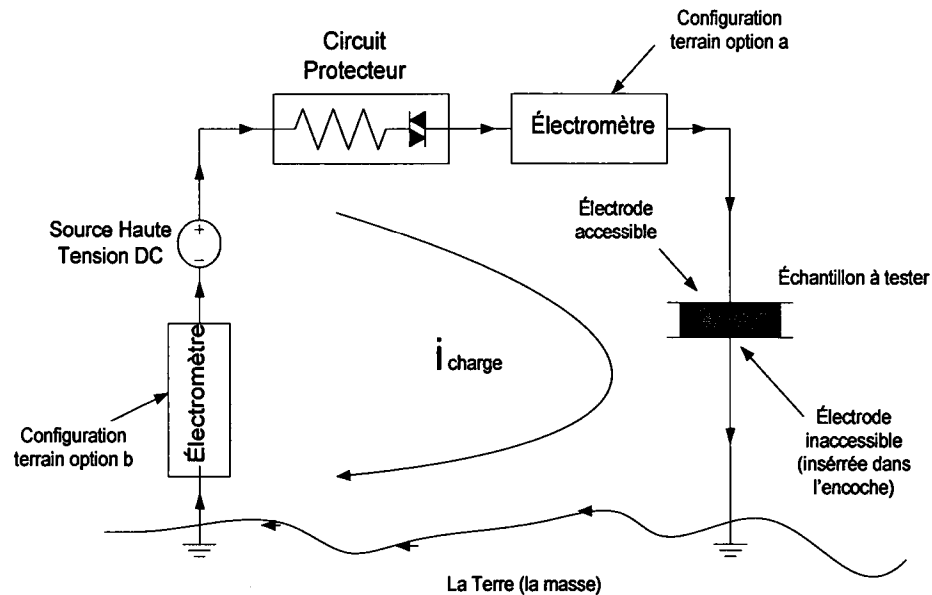 Configuration
terrain option a
Circuit
Protecteur
Électromètre
Électrode
accessible
Source Haute
Tension DC
+
−
Échantillon à tester
Électromètre
i charge
Configuration
terrain option b
Électrode
inaccessible
(insérrée dans
l'encoche)
La Terre (la masse)